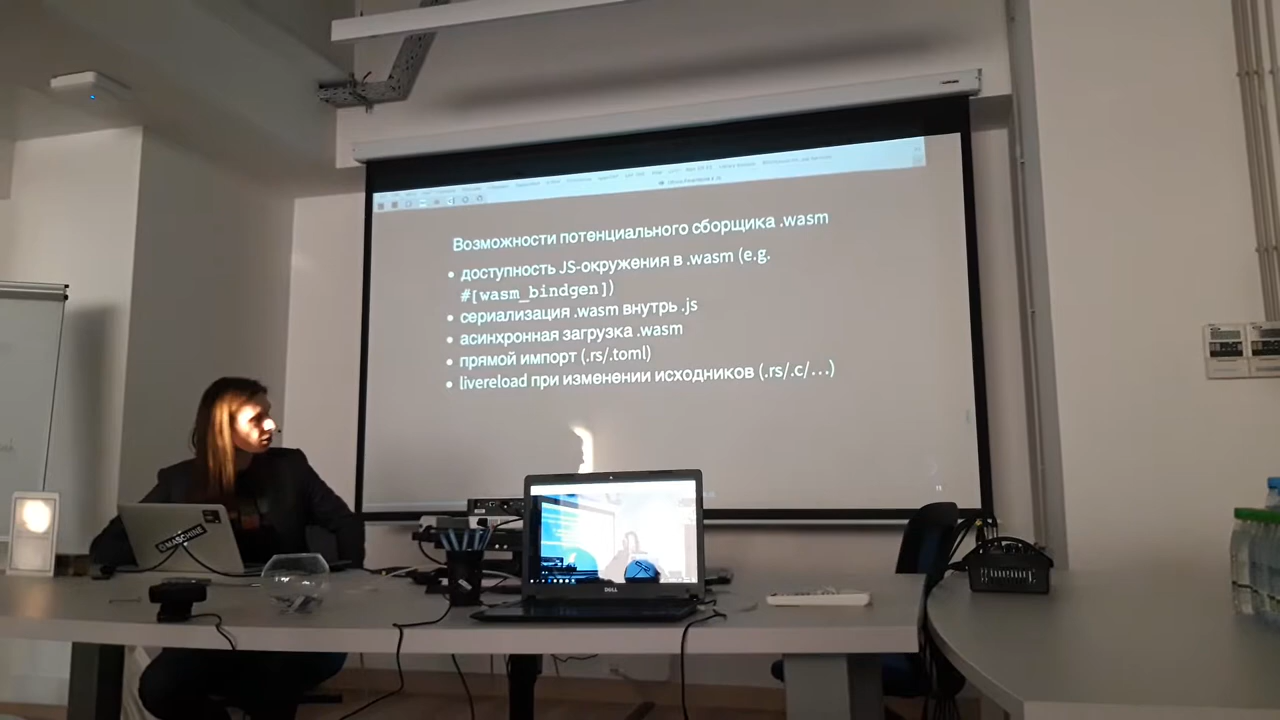 Возможности потенциального сборщика .wasm
• доступность JS-окружения в .wasm (e.g.
#[wasm_bindgen])
• сериализация .wasm внутрь .js
• асинхронная загрузка .wasm
• прямой импорт (.rs/.toml)
• livereload при изменении исходников (.rs/.c/...)
MASCHINE
DELL